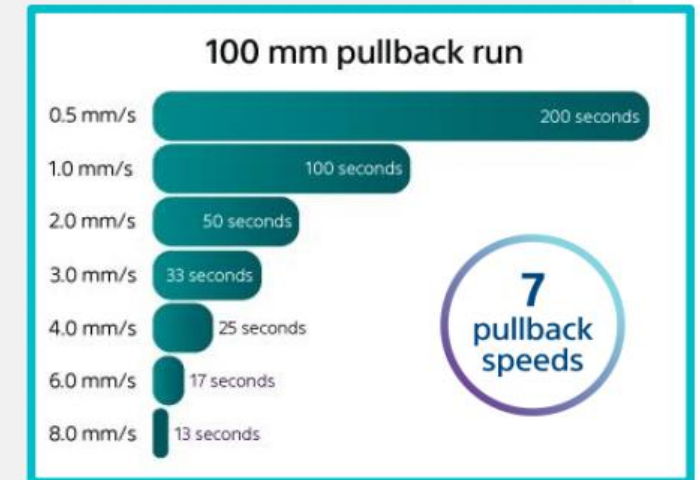 100 mm pullback run
0.5 mm/s 200 seconds
1.0 mm/s 100 seconds
2.0 mm/s 50 seconds
3.0 mm/s 33 seconds
4.0 mm/s 25 seconds
6.0 mm/s 17 seconds
8.0 mm/s 13 seconds
7
pullback
speeds